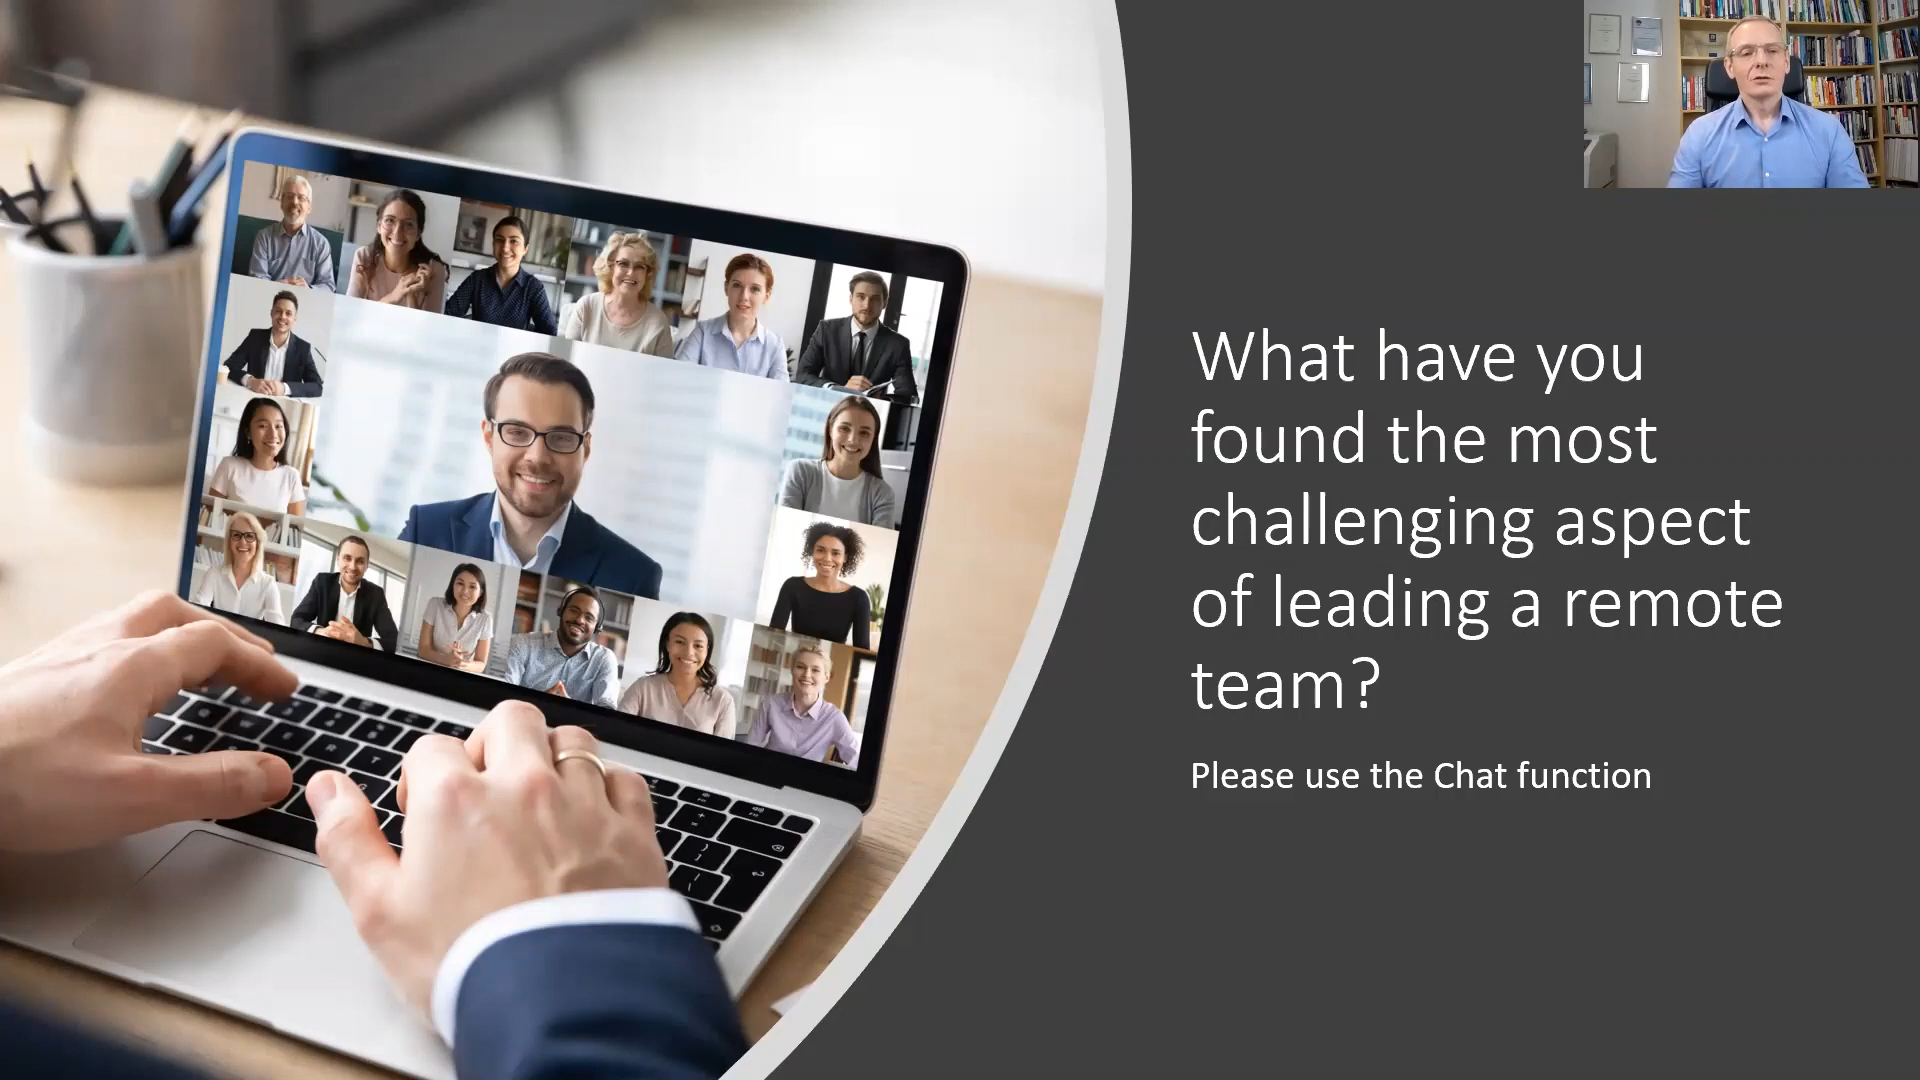 What have you
found the most
challenging aspect
of leading a remote
team?
Please use the Chat function